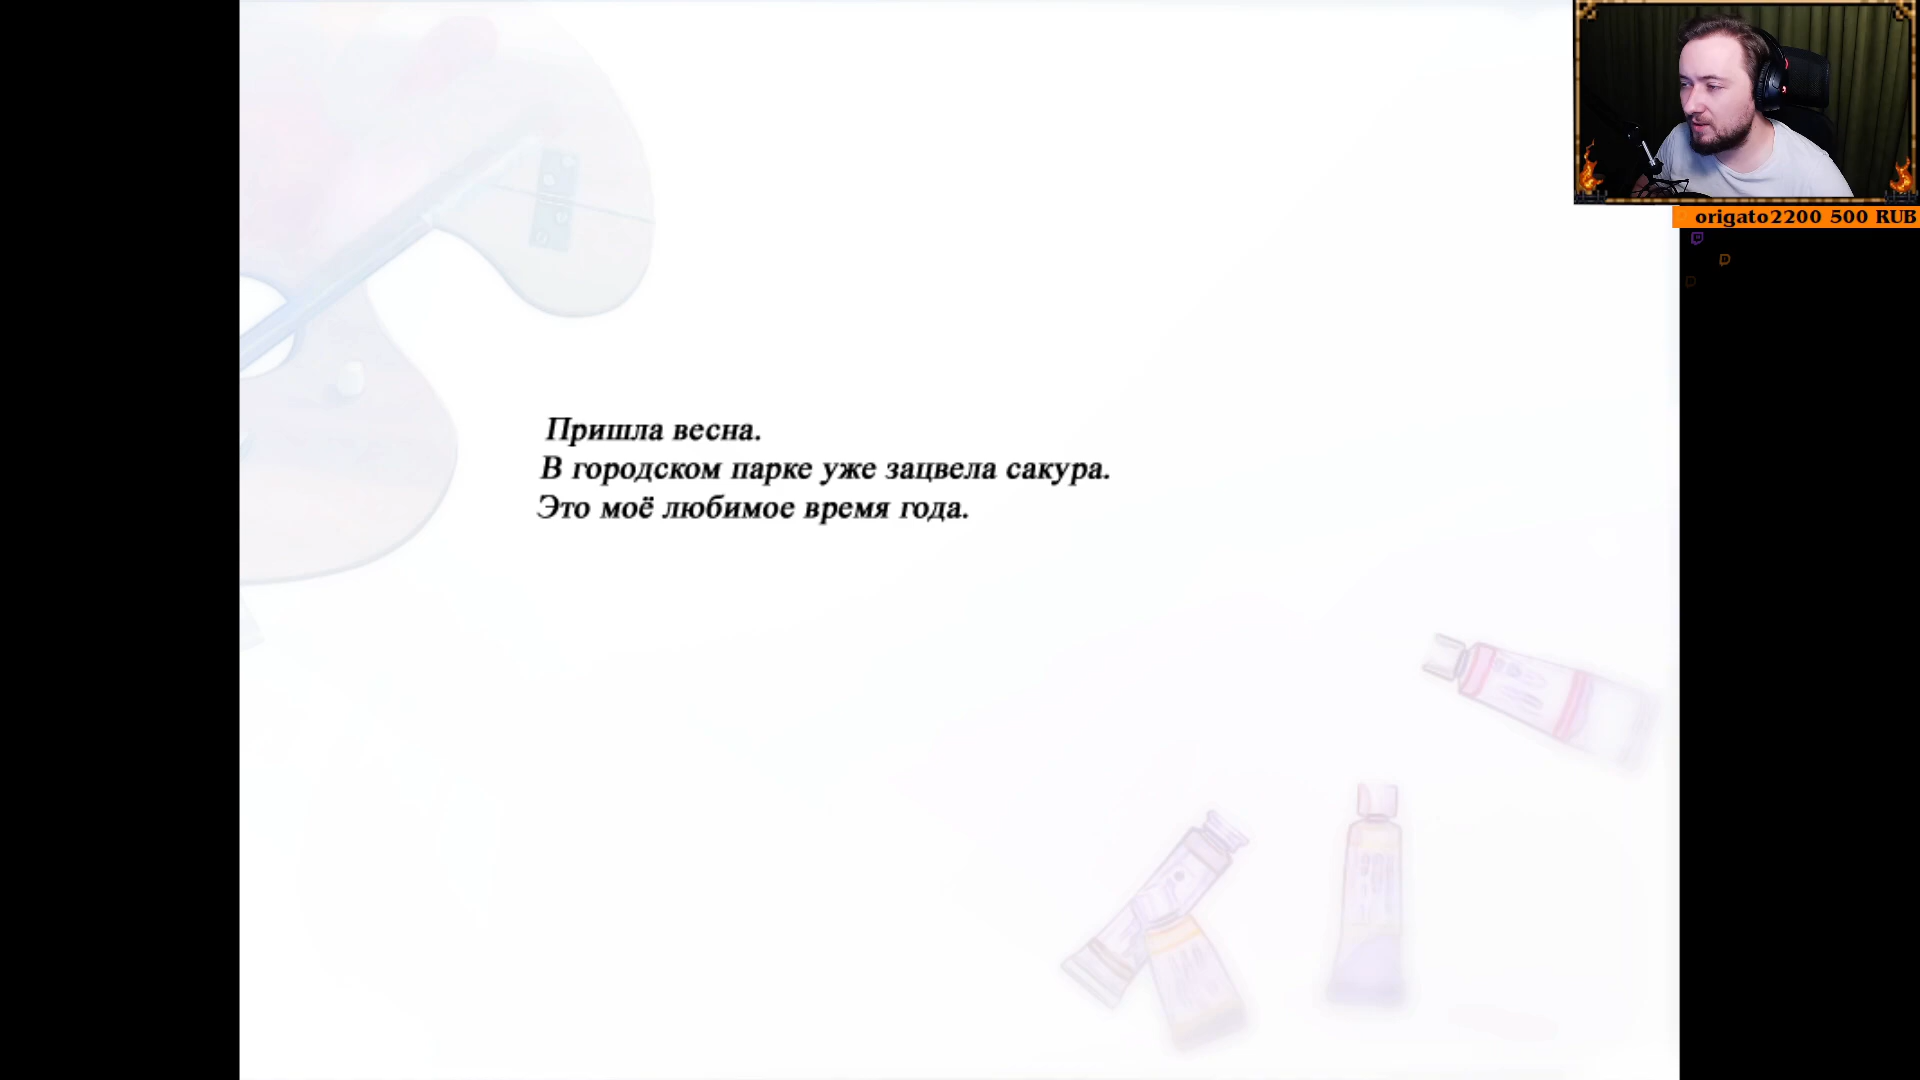 origato2200 500 RUB
Пришла весна.
В городском парке уже зацвела сакура.
Это моё любимое время года.